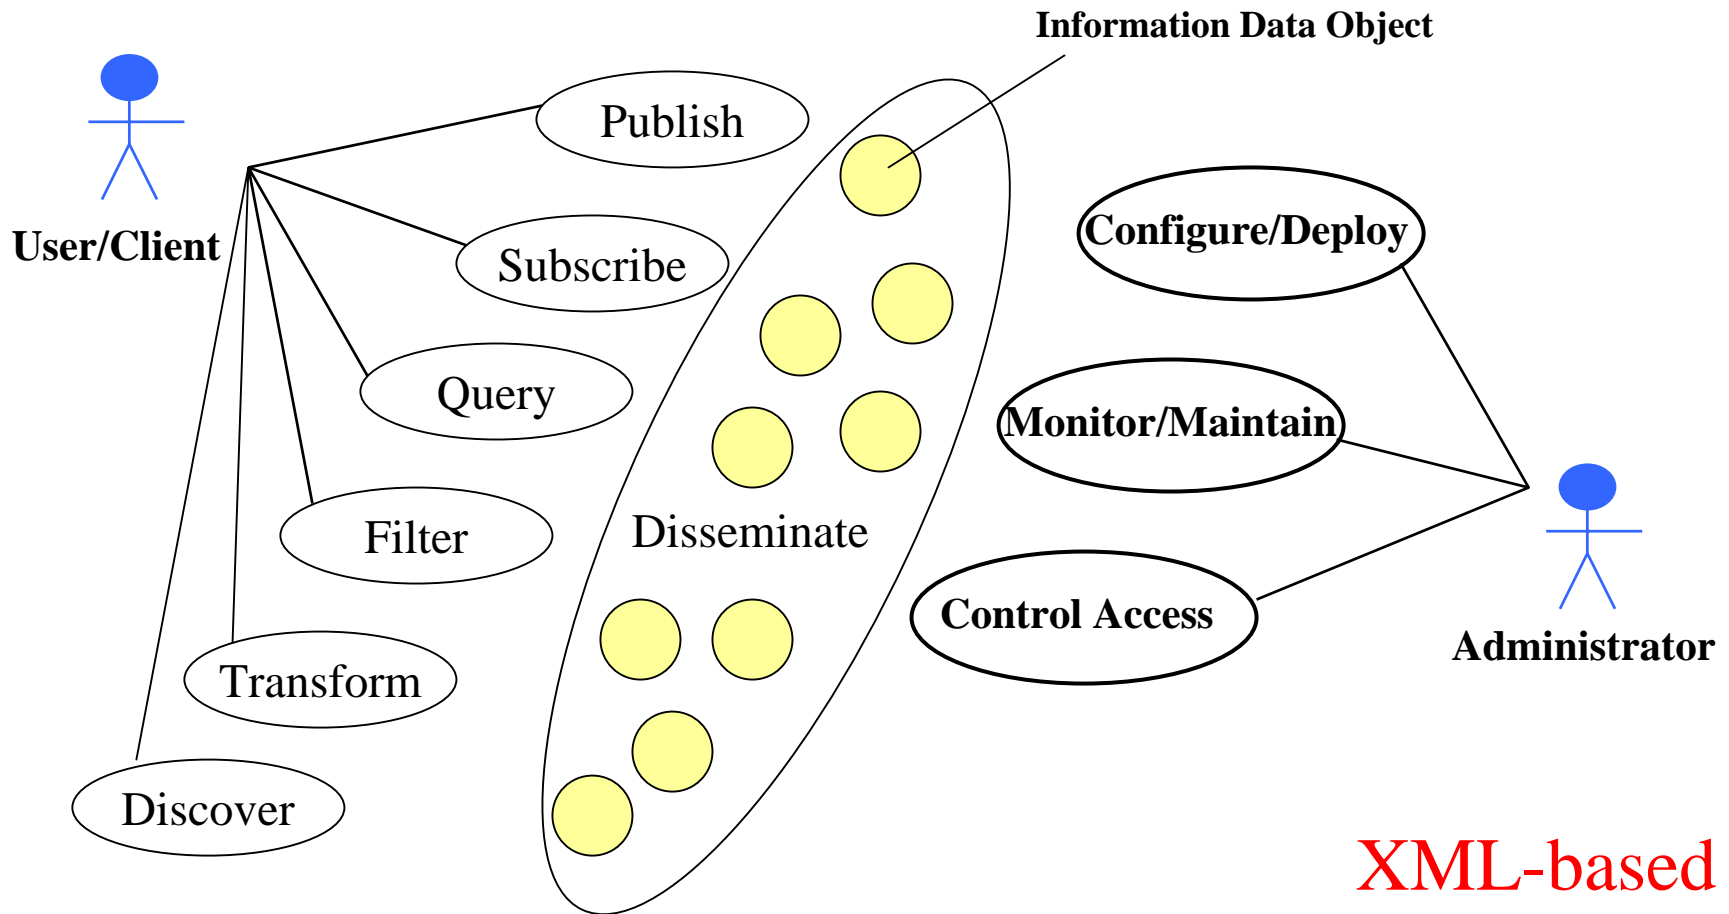 Information Data Object
Publish
User/Client
Subscribe
Configure/Deploy
Query
Monitor/Maintain
Filter
Disseminate
Control Access
Administrator
Transform
Discover
XML-based